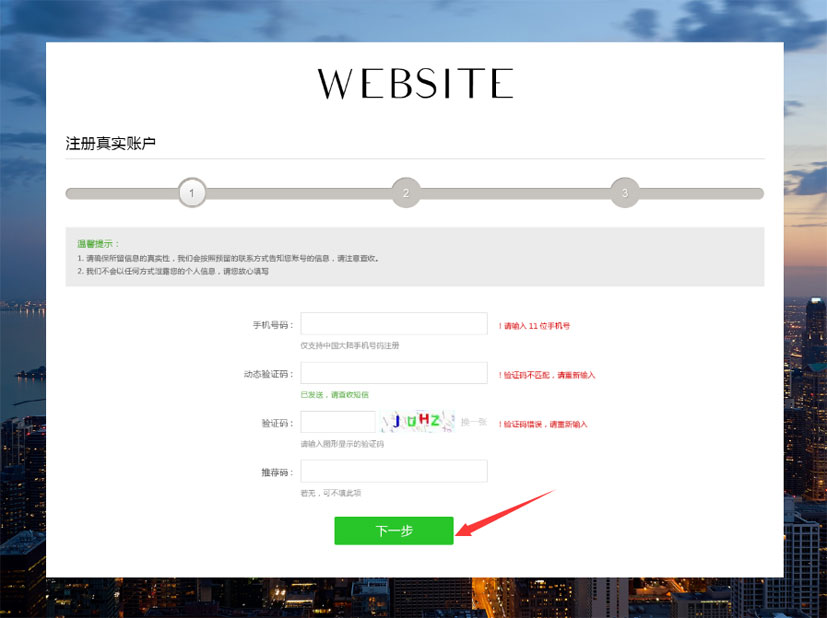 WEBSITE
注册真实账户
1
2
3
温馨提示：
1. 请确保所留信息的真实性，我们会按照预留的联系方式告知您账号的信息，请注意查收。
2. 我们不会以任何方式泄露您的个人信息，请您放心填写
手机号码：
！请输入 11 位手机号
仅支持中国大陆手机号码注册
动态验证码：
！验证码不匹配，请重新输入
已发送，请查收短信
验证码：
JUHZ
换一张
！验证码错误，请重新输入
请输入图形显示的验证码
推荐码：
若无，可不填此项
下一步